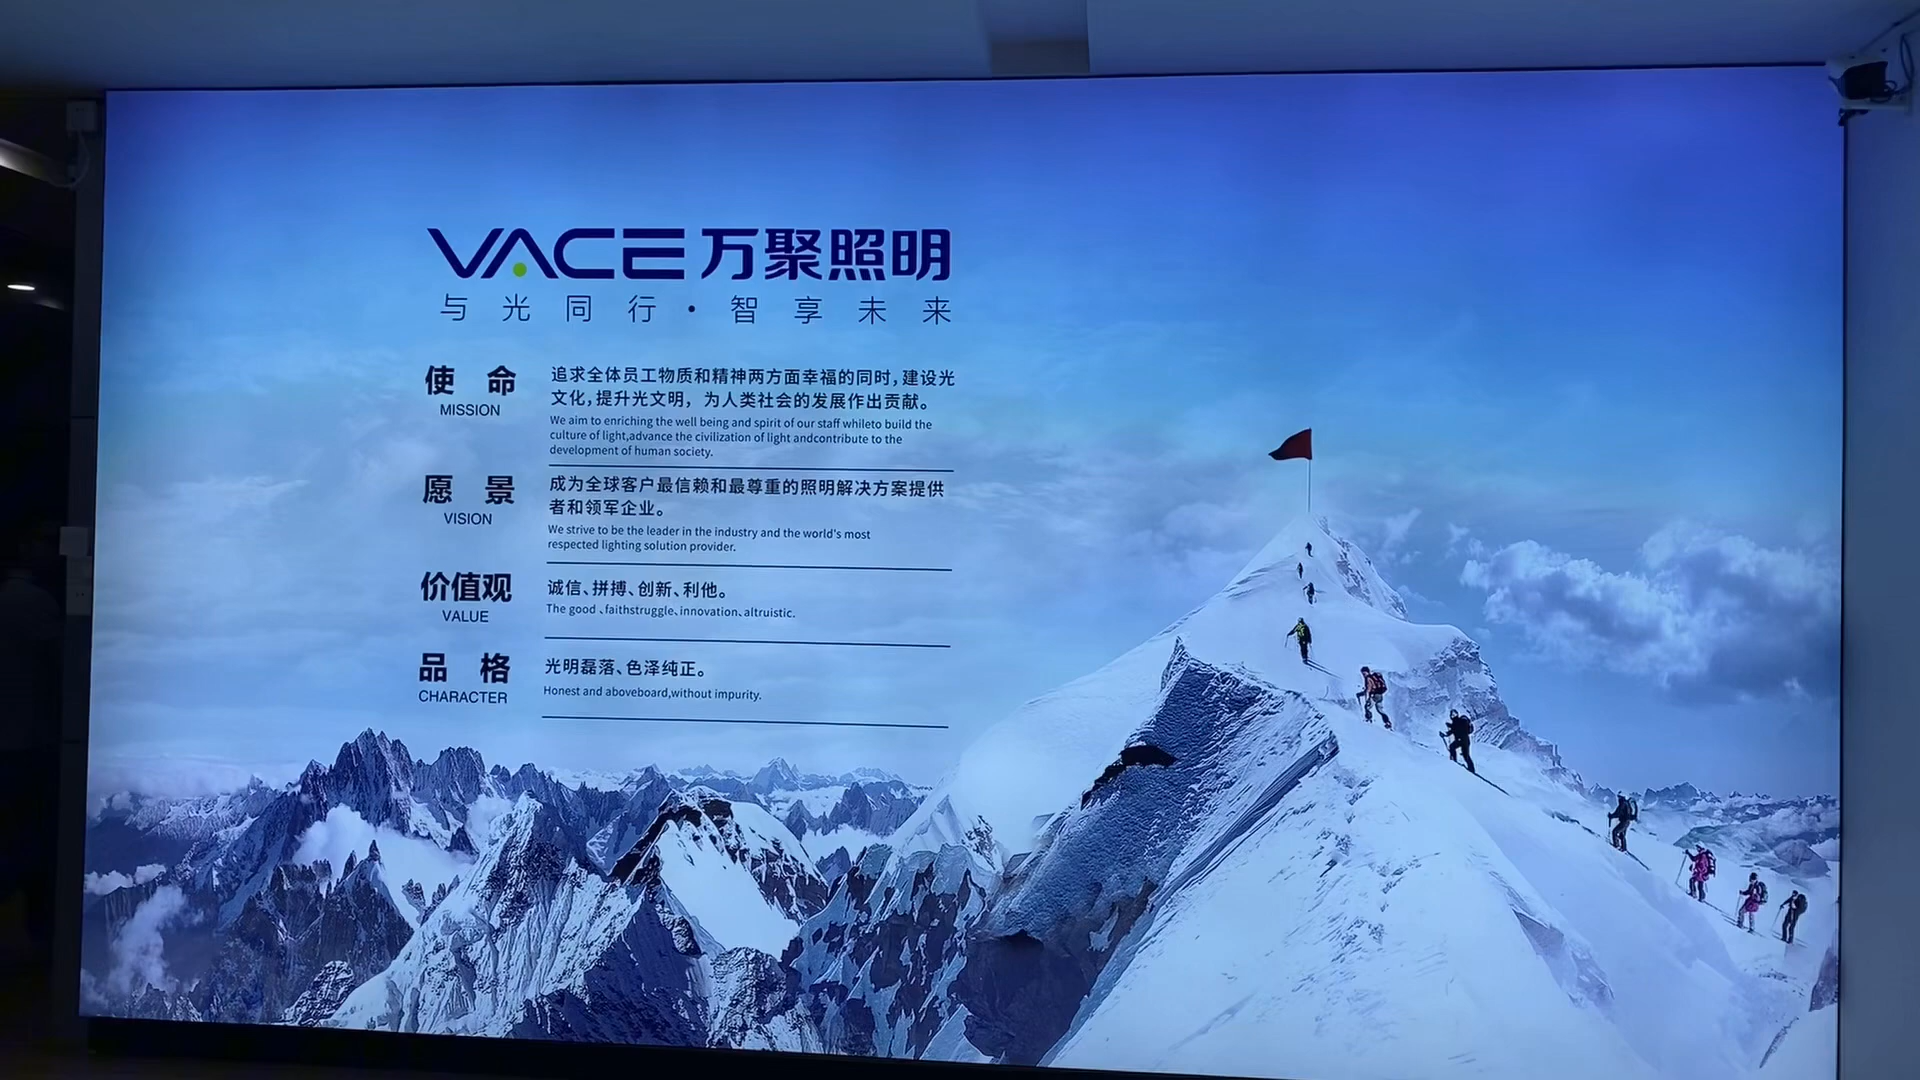 VACE 万聚照明
与光同行·智享未来
使命
MISSION
追求全体员工物质和精神两方面幸福的同时,建设光
文化,提升光文明，为人类社会的发展作出贡献。
We aim to enriching the well being and spirit of our staff whileto build the
culture of light,advance the civilization of light andcontribute to the
development of human society.
愿景
VISION
成为全球客户最信赖和最尊重的照明解决方案提供
者和领军企业。
We strive to be the leader in the industry and the world's most
respected lighting solution provider.
价值观
VALUE
诚信、拼搏、创新、利他。
The good、faithstruggle、innovation、altruistic.
品格
CHARACTER
光明磊落、色泽纯正。
Honest and aboveboard,without impurity.